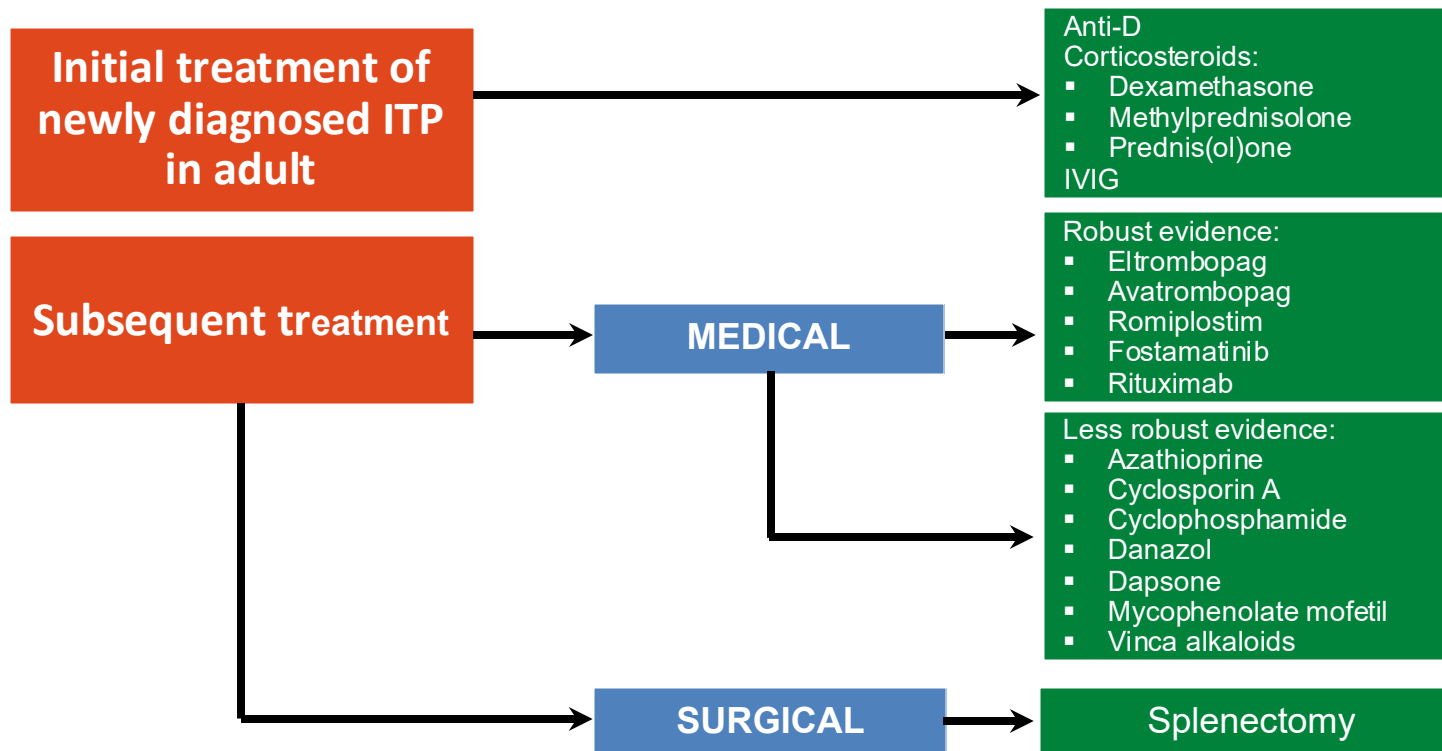 Initial treatment of
newly diagnosed ITP
in adult
Anti-D
Corticosteroids:
▪ Dexamethasone
▪ Methylprednisolone
▪ Prednis(ol)one
IVIG
Subsequent treatment
MEDICAL
Robust evidence:
▪ Eltrombopag
▪ Avatrombopag
▪ Romiplostim
▪ Fostamatinib
▪ Rituximab
Less robust evidence:
▪ Azathioprine
▪ Cyclosporin A
▪ Cyclophosphamide
▪ Danazol
▪ Dapsone
▪ Mycophenolate mofetil
▪ Vinca alkaloids
SURGICAL
Splenectomy